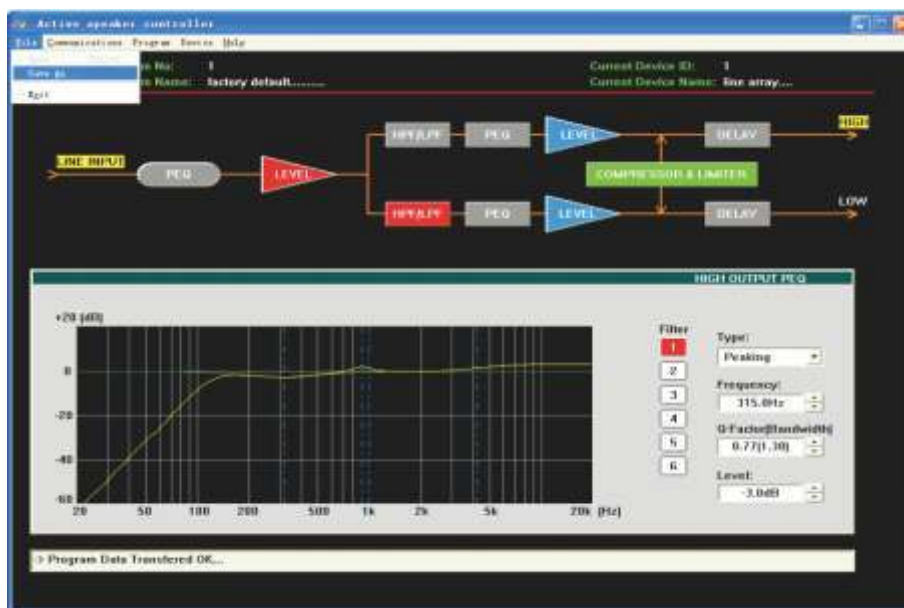 Active speaker controller
File Communications Program Device Help
Save as
Exit
No: 1
Name: factory default.........
Current Device ID: 1
Current Device Name: line array....
HIGH
HPF/LPF PEQ LEVEL DELAY
LINE INPUT
PEQ LEVEL COMPRESSOR & LIMITER
LOW
HPF/LPF PEQ LEVEL DELAY
HIGH OUTPUT PEQ
+20 (dB)
0
-20
-40
-60
20 50 100 200 500 1k 2k 5k 20k (Hz)
Filter
1
2
3
4
5
6
Type:
Peaking
Frequency:
315.0Hz
Q-Factor(Bandwidth)
0.77(1.30)
Level:
-3.0dB
Program Data Transfered OK...